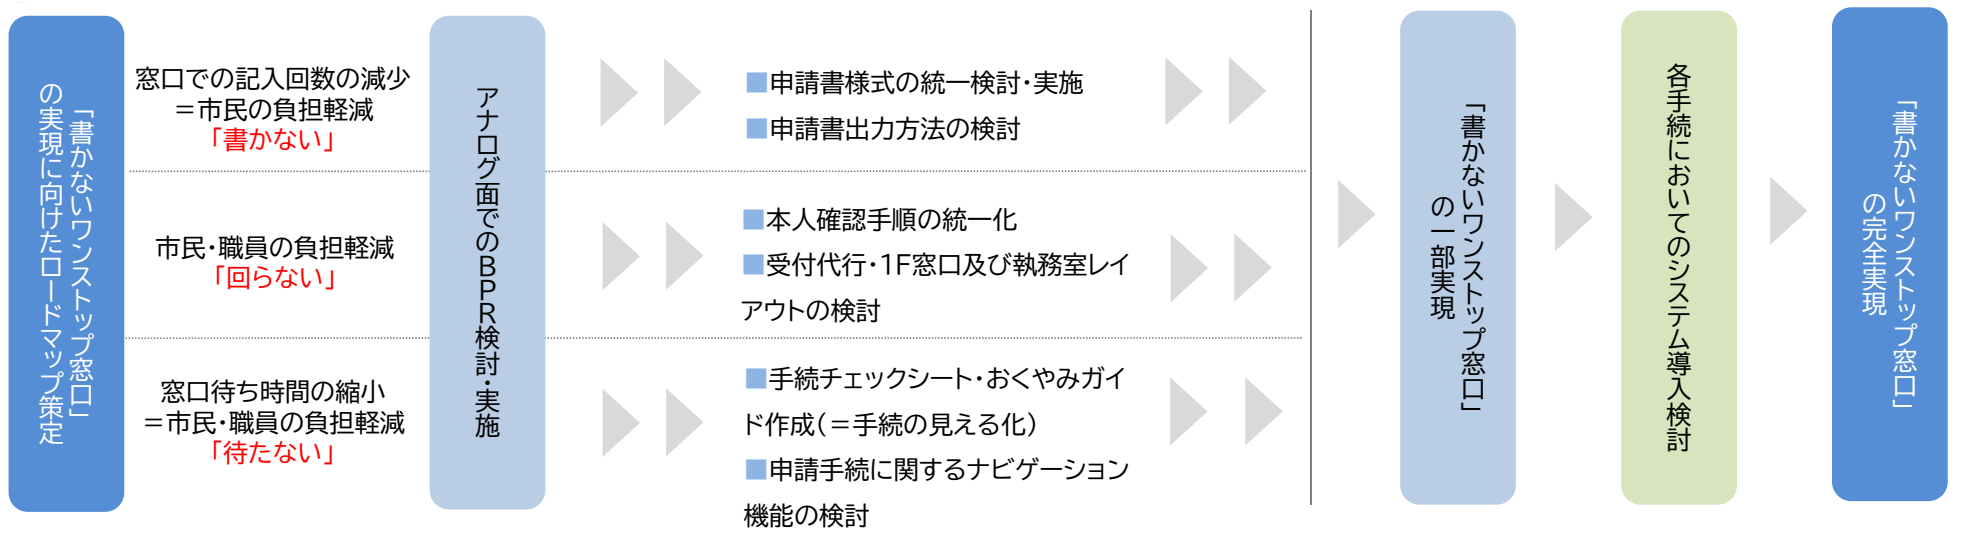 「書かないワンストップ窓口」
の実現に向けたロードマップ策定
窓口での記入回数の減少
＝市民の負担軽減
「書かない」
市民・職員の負担軽減
「回らない」
窓口待ち時間の縮小
＝市民・職員の負担軽減
「待たない」
アナログ面でのＢＰＲ検討・実施
■申請書様式の統一検討・実施
■申請書出力方法の検討
■本人確認手順の統一化
■受付代行・1F窓口及び執務室レイ
アウトの検討
■手続チェックシート・おくやみガイ
ド作成（＝手続の見える化）
■申請手続に関するナビゲーション
機能の検討
「書かないワンストップ窓口」
の一部実現
各手続においてのシステム導入検討
「書かないワンストップ窓口」
の完全実現